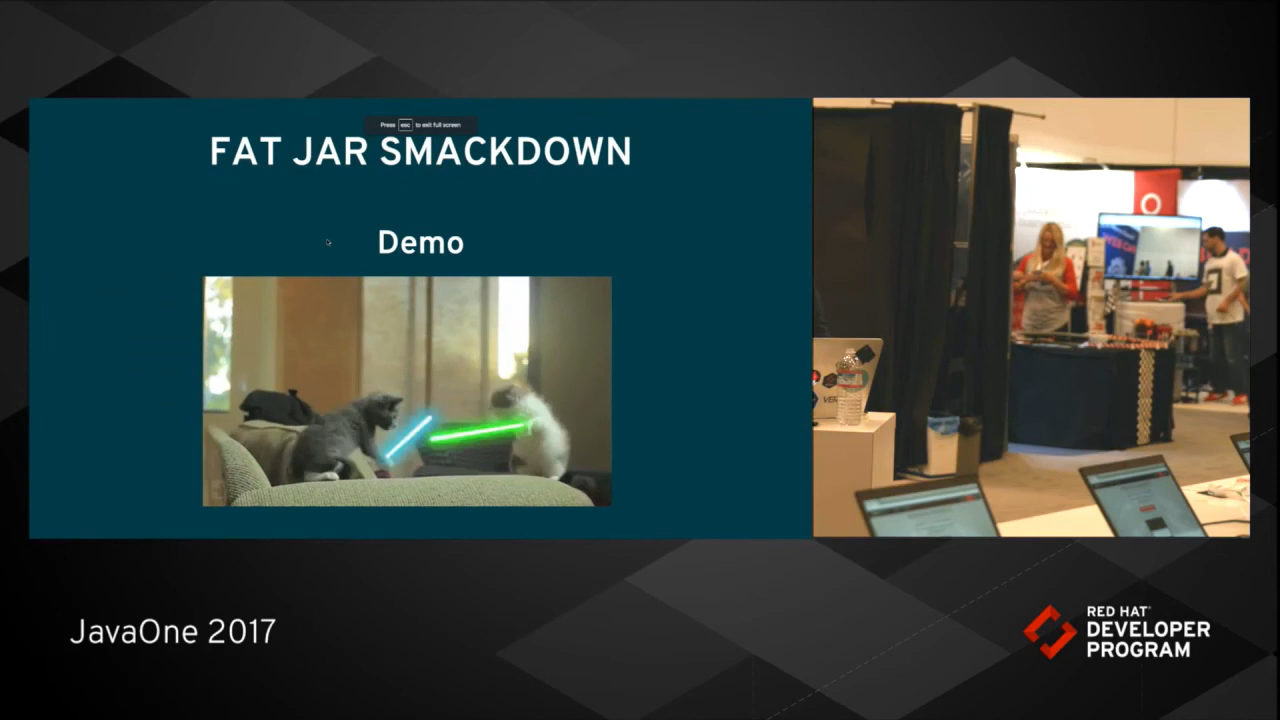 Press esc to exit full screen
FAT JAR SMACKDOWN
Demo
JavaOne 2017
RED HAT
DEVELOPER
PROGRAM